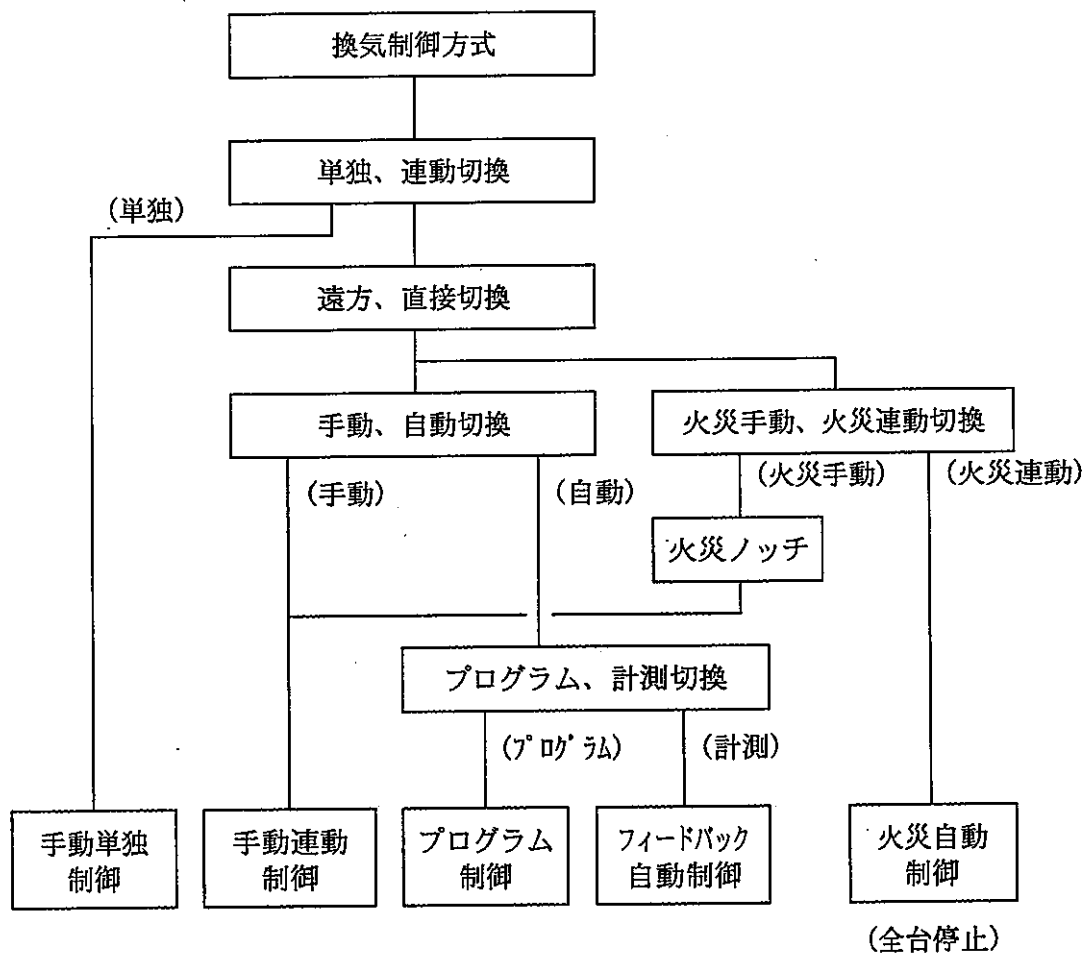 換気制御方式
単独、連動切換
(単独)
遠方、直接切換
手動、自動切換
火災手動、火災連動切換
(手動)
(自動)
(火災手動)
(火災連動)
火災ノッチ
プログラム、計測切換
(ﾌﾟﾛｸﾞﾗﾑ)
(計測)
手動単独
制御
手動連動
制御
プログラム
制御
フィードバック
自動制御
火災自動
制御
(全台停止)